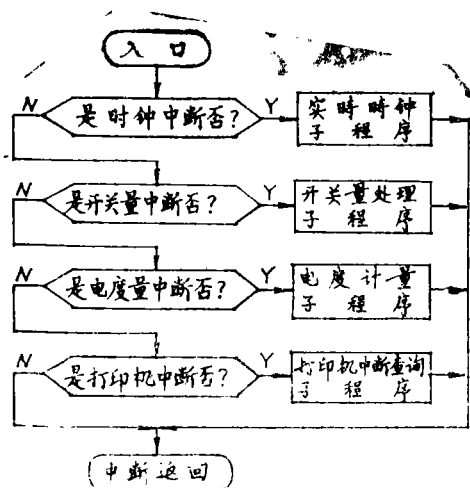 入口
N
是时钟中断否?
Y
实时时钟
子程序
N
是开关量中断否?
Y
开关量处理
子程序
N
是电度量中断否?
Y
电度计量
子程序
N
是打印机中断否?
Y
打印机中断查询
子程序
中断返回